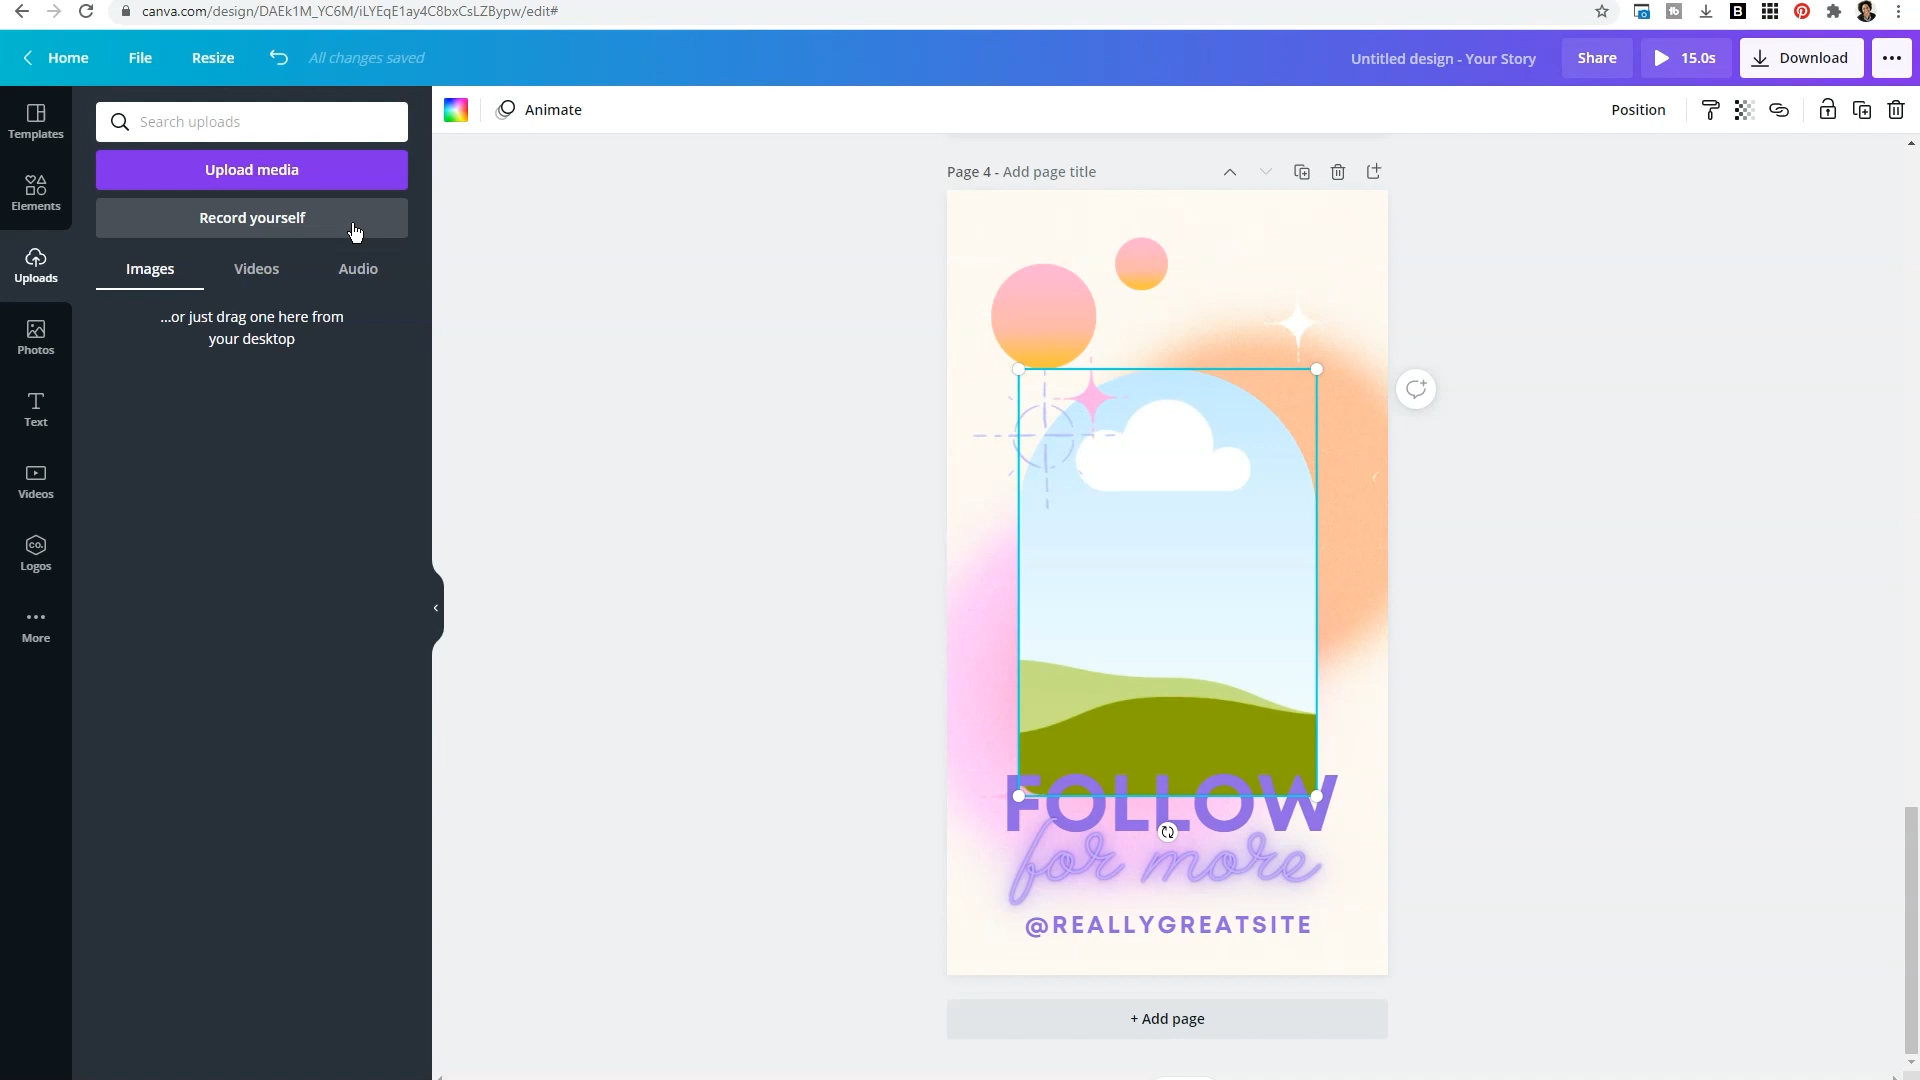 canva.com/design/DAEk1M_YC6M/iLYEqE1ay4C8bxCsLZBypw/edit#
Home
File
Resize
All changes saved
Untitled design - Your Story
Share
15.0s
Download
Templates
Elements
Uploads
Photos
Text
Videos
CO.
Logos
More
Search uploads
Upload media
Record yourself
Images
Videos
Audio
...or just drag one here from
your desktop
Animate
Position
Page 4 - Add page title
FOLLOW
for more
@REALLYGREATSITE
+ Add page